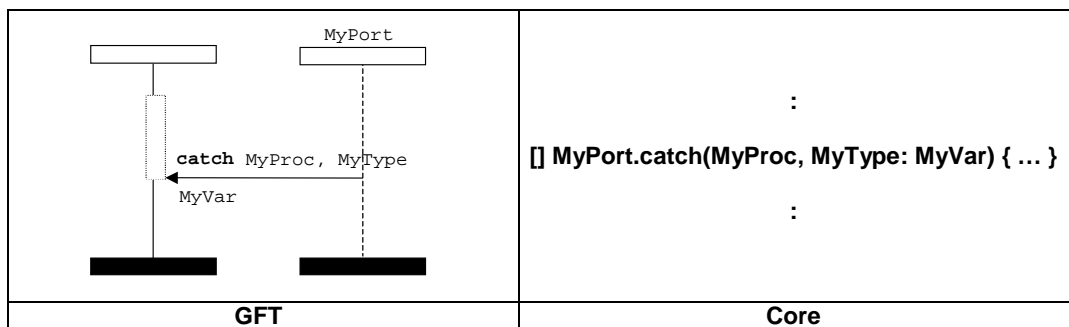 MyPort
catch MyProc, MyType
MyVar
:
[] MyPort.catch(MyProc, MyType: MyVar) { … }
:
GFT
Core